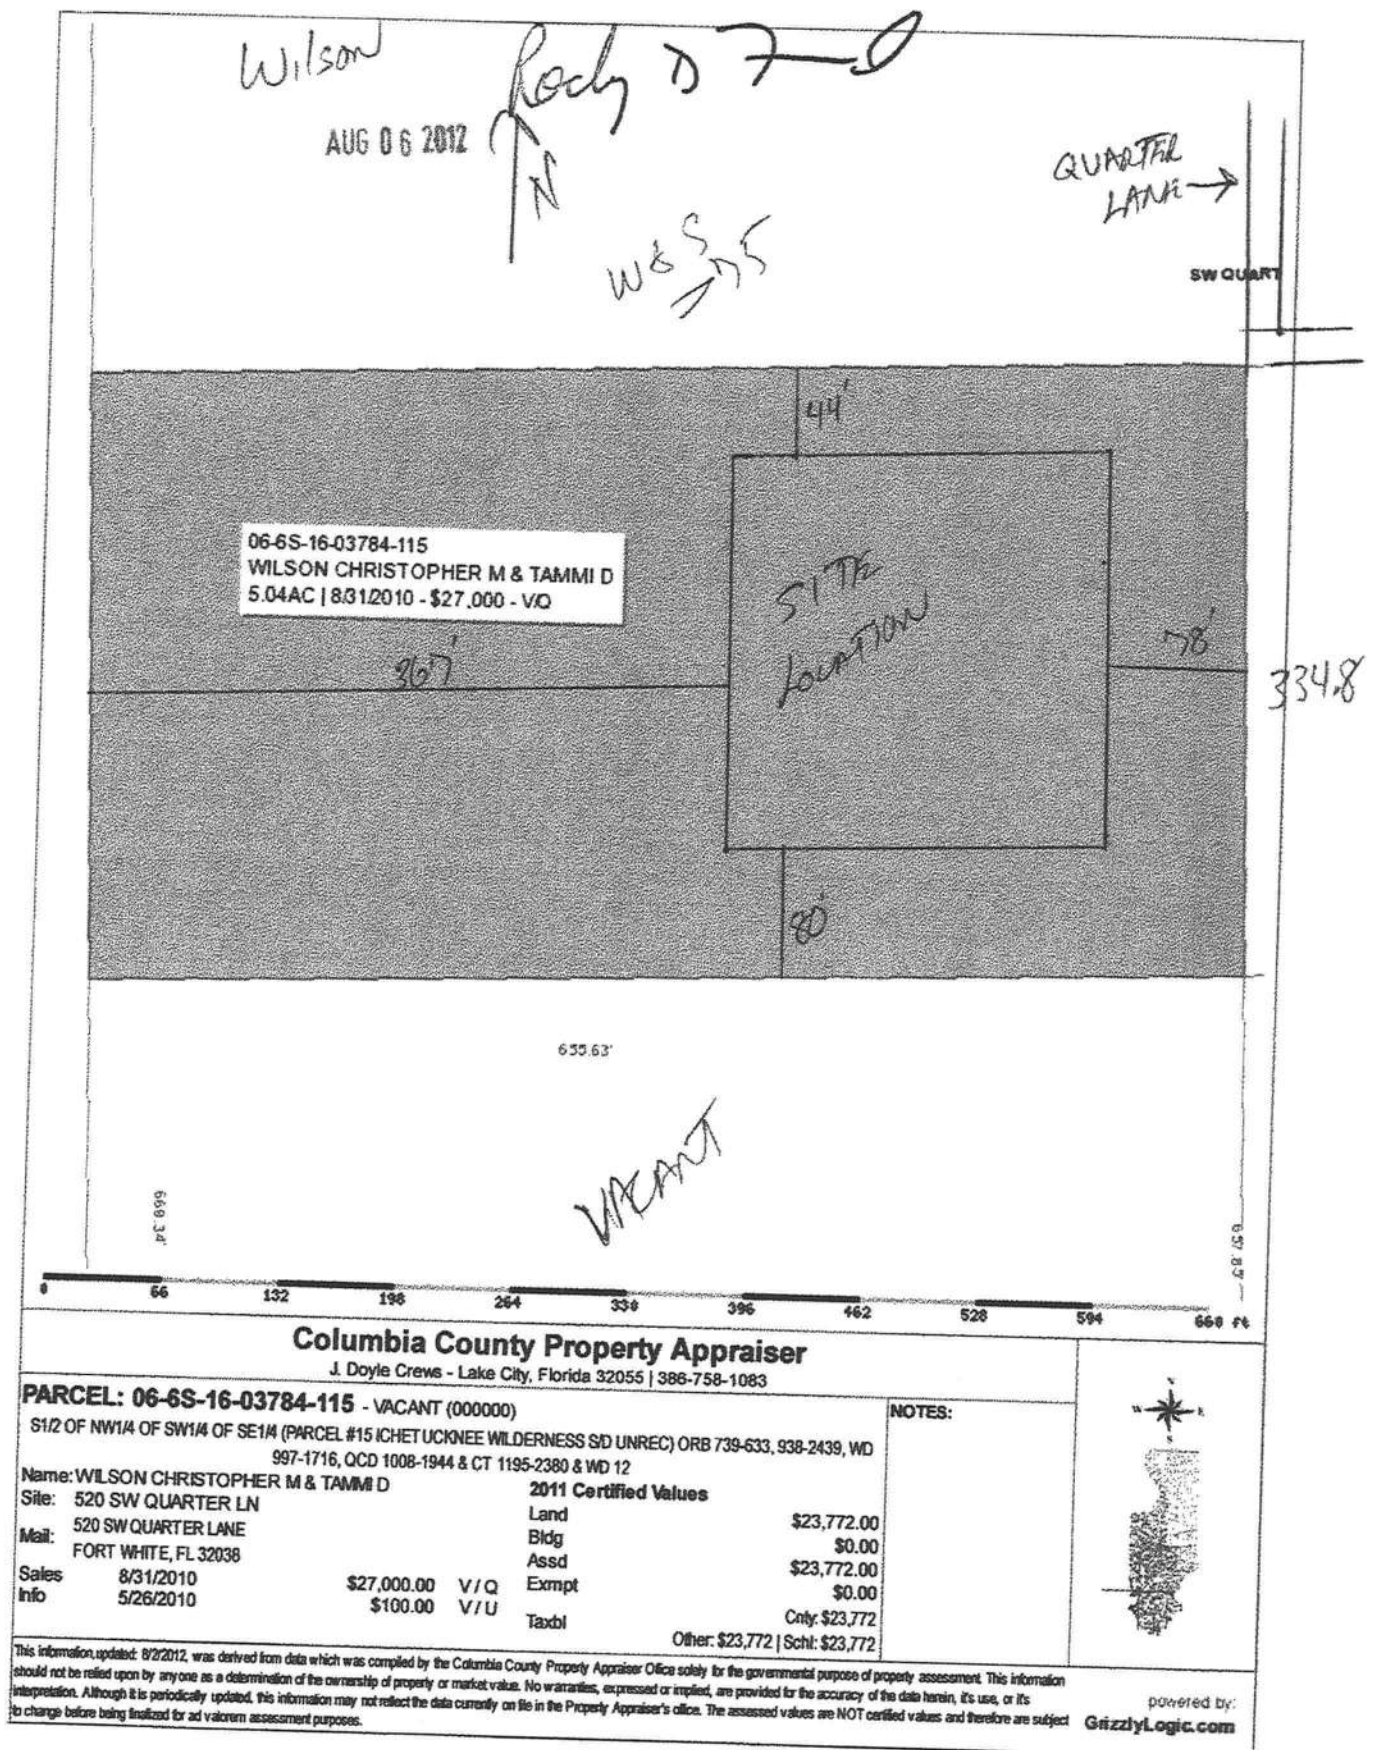 Wilson
Rocky D F
AUG 06 2012
N
W & S
>75
QUARTER
LANE →
SW QUART
44'
06-6S-16-03784-115
WILSON CHRISTOPHER M & TAMMI D
5.04AC | 8/31/2010 - $27,000 - V/Q
SITE
LOCATION
367'
78'
334.8
80'
655.63'
VACANT
669.34'
657.85'
0 66 132 198 264 330 396 462 528 594 660 ft
Columbia County Property Appraiser
J. Doyle Crews - Lake City, Florida 32055 | 386-758-1083
PARCEL: 06-6S-16-03784-115 - VACANT (000000)
S1/2 OF NW1/4 OF SW1/4 OF SE1/4 (PARCEL #15 ICHETUCKNEE WILDERNESS S/D UNREC) ORB 739-633, 938-2439, WD
997-1716, QCD 1008-1944 & CT 1195-2380 & WD 12
Name: WILSON CHRISTOPHER M & TAMMI D
Site: 520 SW QUARTER LN
Mail: 520 SW QUARTER LANE
FORT WHITE, FL 32038
Sales Info
8/31/2010 $27,000.00 V / Q
5/26/2010 $100.00 V / U
2011 Certified Values
Land $23,772.00
Bldg $0.00
Assd $23,772.00
Exmpt $0.00
Taxbl Cnty: $23,772
Other: $23,772 | Schl: $23,772
NOTES:
N
W E
S
This information,updated: 8/2/2012, was derived from data which was compiled by the Columbia County Property Appraiser Office solely for the governmental purpose of property assessment. This information
should not be relied upon by anyone as a determination of the ownership of property or market value. No warranties, expressed or implied, are provided for the accuracy of the data herein, it's use, or it's
interpretation. Although it is periodically updated, this information may not reflect the data currently on file in the Property Appraiser's office. The assessed values are NOT certified values and therefore are subject
to change before being finalized for ad valorem assessment purposes.
powered by:
GrizzlyLogic.com